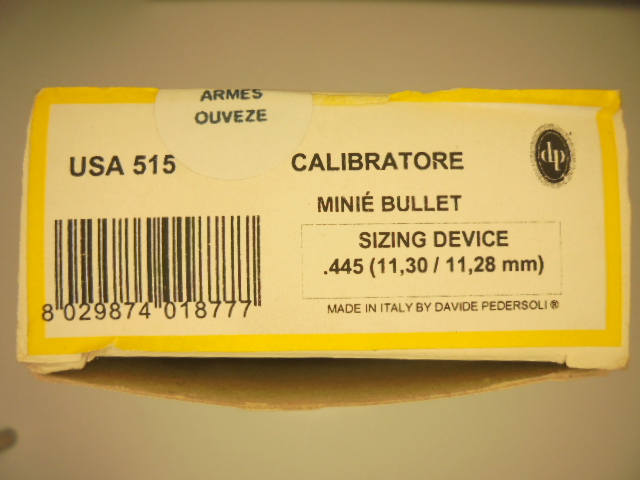 ARMES
OUVEZE
USA 515
CALIBRATORE
MINIÉ BULLET
SIZING DEVICE
.445 (11,30 / 11,28 mm)
8 029874 018777
MADE IN ITALY BY DAVIDE PEDERSOLI ®
dp